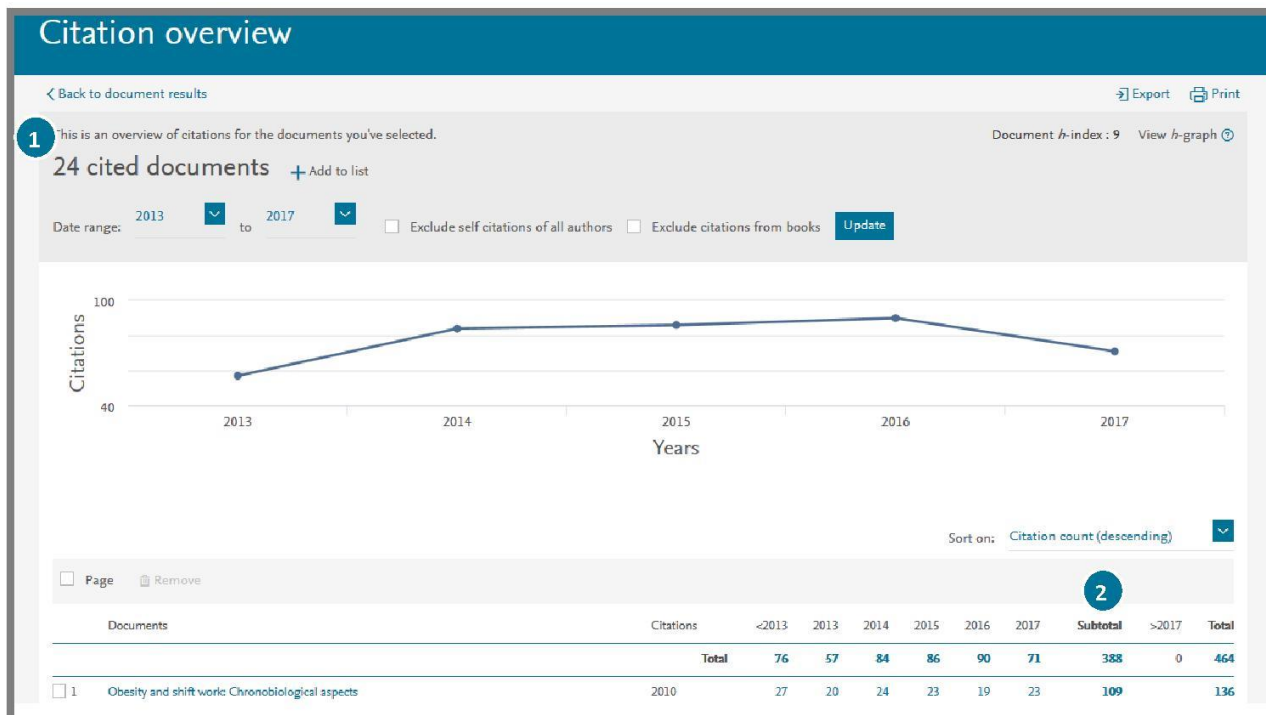 Citation overview
Back to document results
Export Print
1
This is an overview of citations for the documents you've selected.
Document h-index : 9 View h-graph ?
24 cited documents + Add to list
Date range: 2013 to 2017 Exclude self citations of all authors Exclude citations from books Update
100
Citations
40
2013 2014 2015 2016 2017
Years
Sort on: Citation count (descending)
Page Remove
2
Documents Citations <2013 2013 2014 2015 2016 2017 Subtotal >2017 Total
Total 76 57 84 86 90 71 388 0 464
1 Obesity and shift work: Chronobiological aspects 2010 27 20 24 23 19 23 109 136